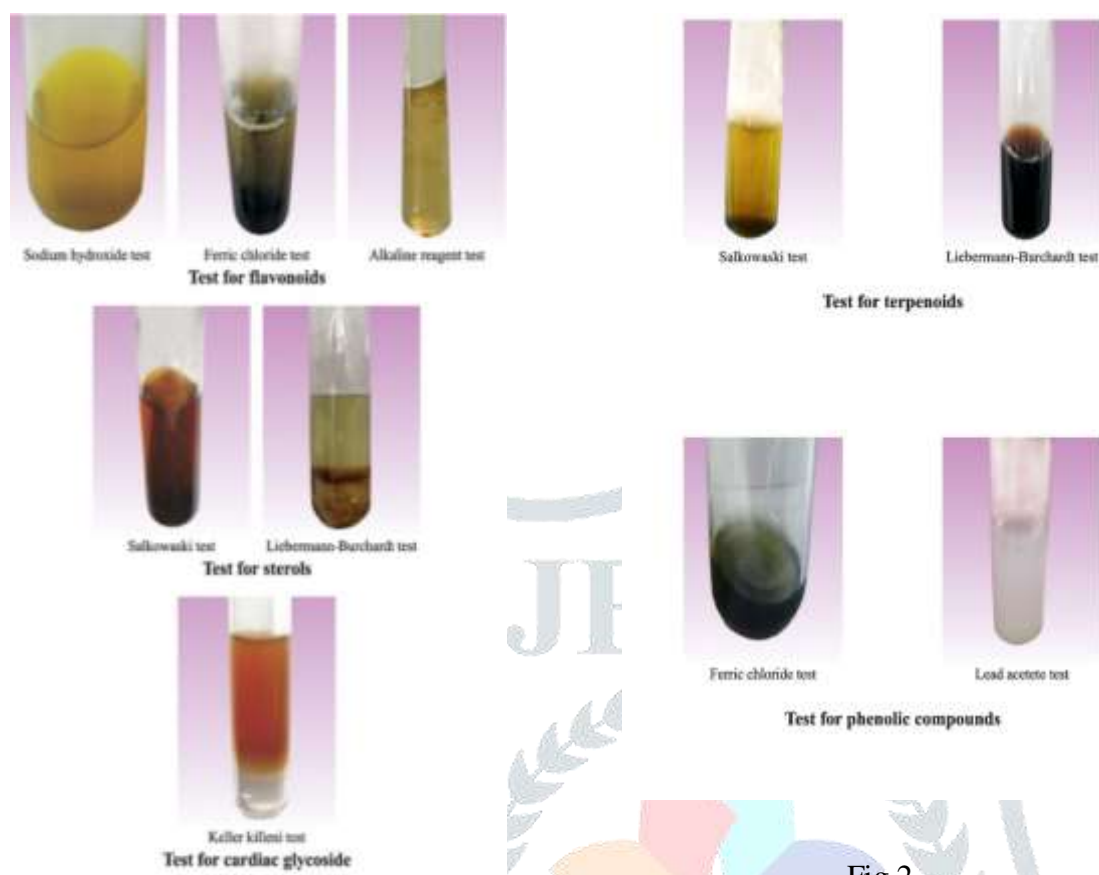 Sodium hydroxide test
Ferric chloride test
Alkaline reagent test
Test for flavonoids
Salkowaski test
Liebermann-Burchardt test
Test for sterols
Keller killeni test
Test for cardiac glycoside
Salkowaski test
Liebermann-Burchardt test
Test for terpenoids
Ferric chloride test
Lead acetete test
Test for phenolic compounds
Fig 2